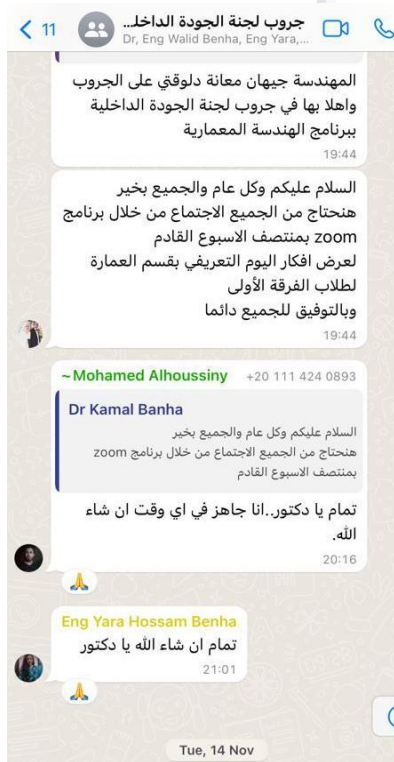 11
جروب لجنة الجودة الداخلـ...
Dr, Eng Walid Benha, Eng Yara,...
المهندسة جيهان معانة دلوقتي على الجروب
واهلا بها في جروب لجنة الجودة الداخلية
ببرنامج الهندسة المعمارية
19:44
السلام عليكم وكل عام والجميع بخير
هنحتاج من الجميع الاجتماع من خلال برنامج
zoom بمنتصف الاسبوع القادم
لعرض افكار اليوم التعريفي بقسم العمارة
لطلاب الفرقة الأولى
وبالتوفيق للجميع دائما
19:44
~Mohamed Alhoussiny +20 111 424 0893
Dr Kamal Banha
السلام عليكم وكل عام والجميع بخير
هنحتاج من الجميع الاجتماع من خلال برنامج zoom
بمنتصف الاسبوع القادم
تمام يا دكتور..انا جاهز في اي وقت ان شاء
الله.
20:16
Eng Yara Hossam Benha
تمام ان شاء الله يا دكتور
21:01
Tue, 14 Nov